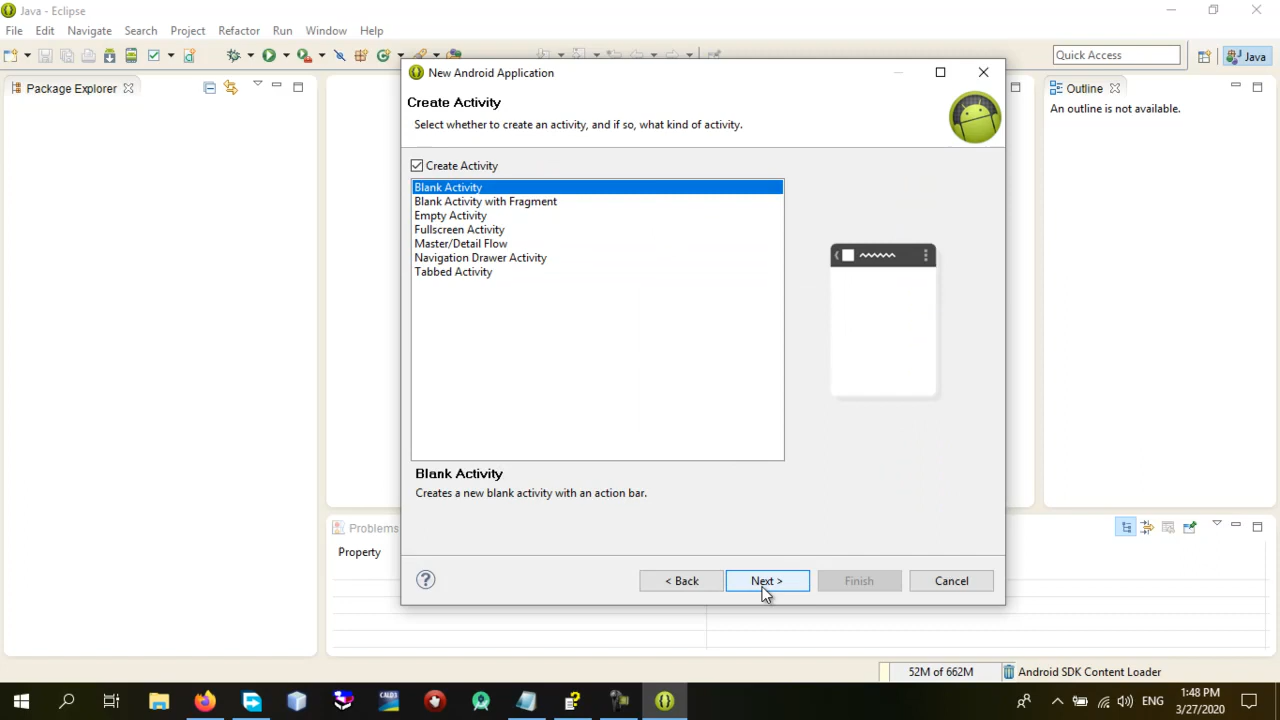 Java - Eclipse
File Edit Navigate Search Project Refactor Run Window Help
Quick Access
Java
Package Explorer
New Android Application
Create Activity
Select whether to create an activity, and if so, what kind of activity.
Create Activity
Blank Activity
Blank Activity with Fragment
Empty Activity
Fullscreen Activity
Master/Detail Flow
Navigation Drawer Activity
Tabbed Activity
Blank Activity
Creates a new blank activity with an action bar.
?
< Back Next > Finish Cancel
Outline
An outline is not available.
Problems
Property
52M of 662M
Android SDK Content Loader
CALD3
ENG
1:48 PM
3/27/2020